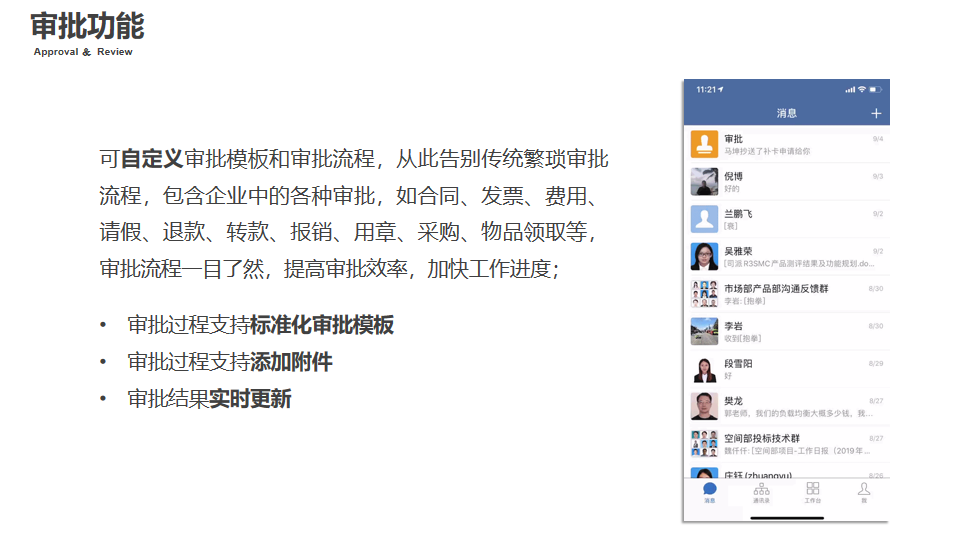 审批功能
Approval & Review
可自定义审批模板和审批流程，从此告别传统繁琐审批
流程，包含企业中的各种审批，如合同、发票、费用、
请假、退款、转款、报销、用章、采购、物品领取等，
审批流程一目了然，提高审批效率，加快工作进度；
• 审批过程支持标准化审批模板
• 审批过程支持添加附件
• 审批结果实时更新
11:21
消息
审批 9/4
马坤抄送了补卡申请给你
倪博 9/3
好的
兰鹏飞 9/2
[衰]
吴雅荣 9/2
[司派R3SMC产品测评结果及功能规划.do...
市场部产品部沟通反馈群 8/30
李岩: [抱拳]
李岩 8/30
收到[抱拳]
段雪阳 8/29
好
樊龙 8/27
郭老师，我们的负载均衡大概多少钱，我...
空间部投标技术群 8/27
魏仟仟: [空间部项目-工作日报（2019年...
庄钰 (zhuangyu) 8/26
消息 通讯录 工作台 我